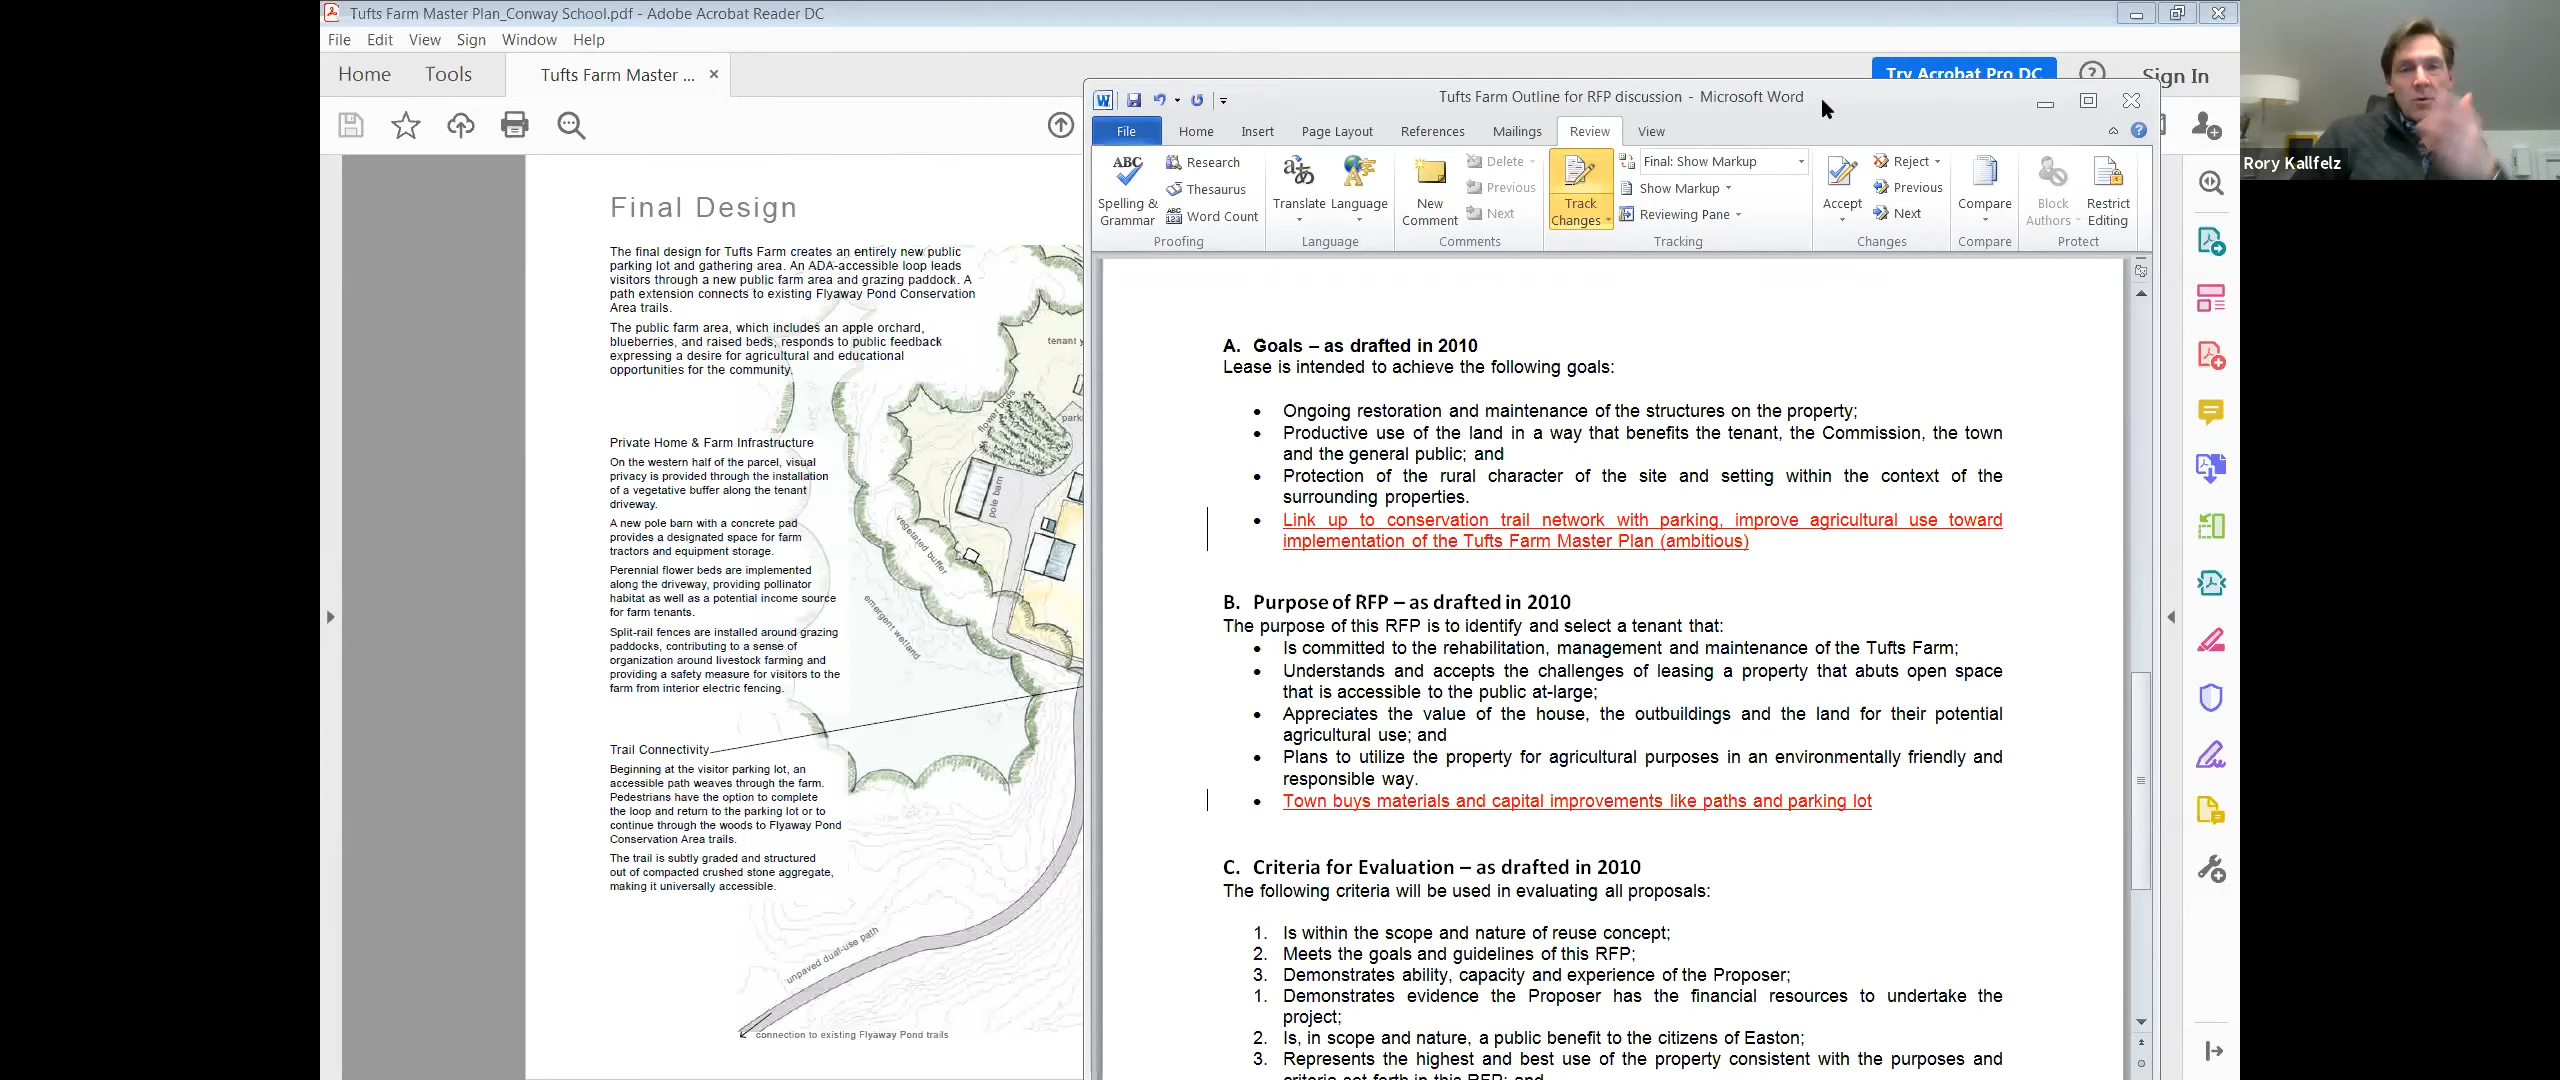 Tufts Farm Master Plan_Conway School.pdf - Adobe Acrobat Reader DC
File Edit View Sign Window Help
Home Tools Tufts Farm Master ... ×
Try Acrobat Pro DC
Sign In
Final Design
The final design for Tufts Farm creates an entirely new public
parking lot and gathering area. An ADA-accessible loop leads
visitors through a new public farm area and grazing paddock. A
path extension connects to existing Flyaway Pond Conservation
Area trails.
The public farm area, which includes an apple orchard,
blueberries, and raised beds, responds to public feedback
expressing a desire for agricultural and educational
opportunities for the community.
Private Home & Farm Infrastructure
On the western half of the parcel, visual
privacy is provided through the installation
of a vegetative buffer along the tenant
driveway.
A new pole barn with a concrete pad
provides a designated space for farm
tractors and equipment storage.
Perennial flower beds are implemented
along the driveway, providing pollinator
habitat as well as a potential income source
for farm tenants.
Split-rail fences are installed around grazing
paddocks, contributing to a sense of
organization around livestock farming and
providing a safety measure for visitors to the
farm from interior electric fencing.
Trail Connectivity
Beginning at the visitor parking lot, an
accessible path weaves through the farm.
Pedestrians have the option to complete
the loop and return to the parking lot or to
continue through the woods to Flyaway Pond
Conservation Area trails.
The trail is subtly graded and structured
out of compacted crushed stone aggregate,
making it universally accessible.
tenant
flower beds
pole barn
vegetated buffer
emergent wetland
unpaved dual-use path
connection to existing Flyaway Pond trails
Tufts Farm Outline for RFP discussion - Microsoft Word
File Home Insert Page Layout References Mailings Review View
ABC
Spelling &
Grammar
Research
Thesaurus
ABC
123
Word Count
Proofing
Translate
Language
Language
New
Comment
Delete
Previous
Next
Comments
Track
Changes
Final: Show Markup
Show Markup
Reviewing Pane
Tracking
Accept
Reject
Previous
Next
Changes
Compare
Compare
Block
Authors
Restrict
Editing
Protect
A. Goals – as drafted in 2010
Lease is intended to achieve the following goals:
• Ongoing restoration and maintenance of the structures on the property;
• Productive use of the land in a way that benefits the tenant, the Commission, the town
and the general public; and
• Protection of the rural character of the site and setting within the context of the
surrounding properties.
• Link up to conservation trail network with parking, improve agricultural use toward
implementation of the Tufts Farm Master Plan (ambitious)
B. Purpose of RFP – as drafted in 2010
The purpose of this RFP is to identify and select a tenant that:
• Is committed to the rehabilitation, management and maintenance of the Tufts Farm;
• Understands and accepts the challenges of leasing a property that abuts open space
that is accessible to the public at-large;
• Appreciates the value of the house, the outbuildings and the land for their potential
agricultural use; and
• Plans to utilize the property for agricultural purposes in an environmentally friendly and
responsible way.
• Town buys materials and capital improvements like paths and parking lot
C. Criteria for Evaluation – as drafted in 2010
The following criteria will be used in evaluating all proposals:
1. Is within the scope and nature of reuse concept;
2. Meets the goals and guidelines of this RFP;
3. Demonstrates ability, capacity and experience of the Proposer;
1. Demonstrates evidence the Proposer has the financial resources to undertake the
project;
2. Is, in scope and nature, a public benefit to the citizens of Easton;
3. Represents the highest and best use of the property consistent with the purposes and
criteria set forth in this RFP; and
Rory Kallfelz